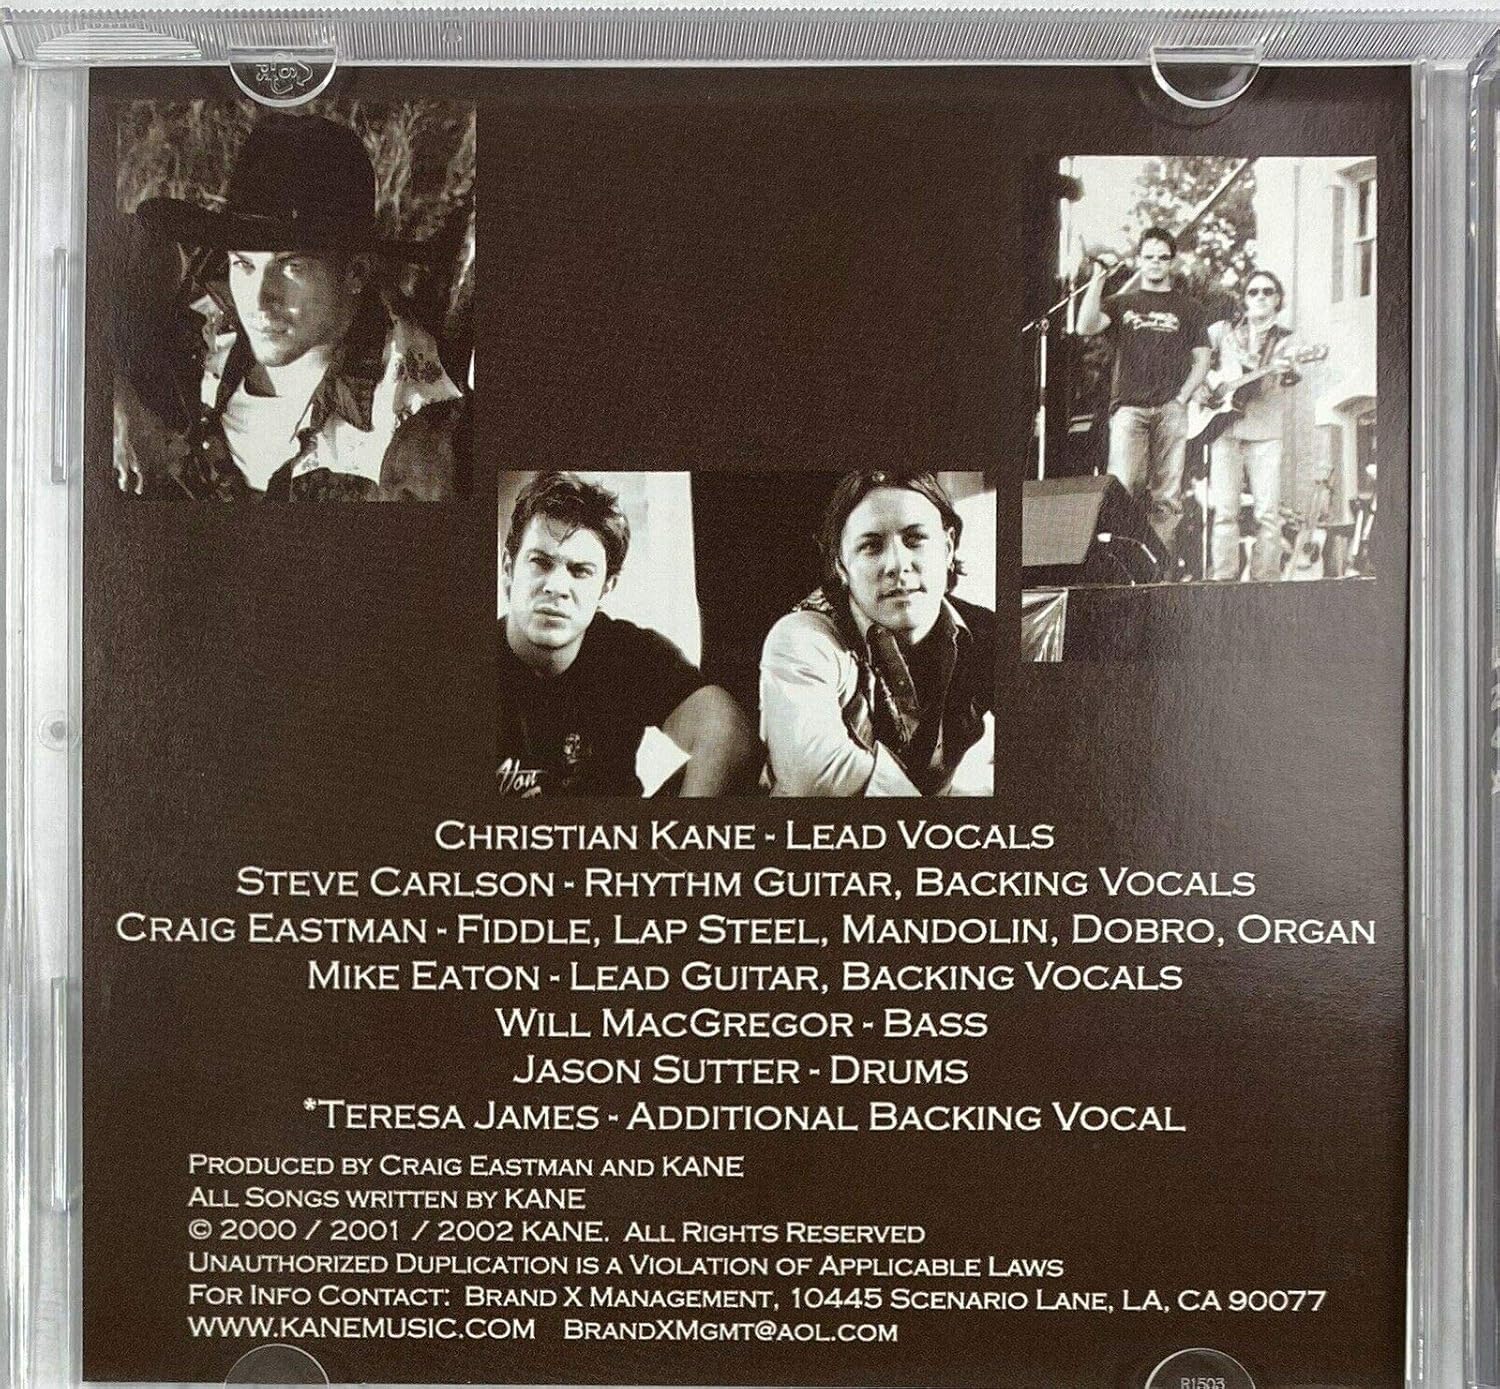 CHRISTIAN KANE - LEAD VOCALS
STEVE CARLSON - RHYTHM GUITAR, BACKING VOCALS
CRAIG EASTMAN - FIDDLE, LAP STEEL, MANDOLIN, DOBRO, ORGAN
MIKE EATON - LEAD GUITAR, BACKING VOCALS
WILL MACGREGOR - BASS
JASON SUTTER - DRUMS
*TERESA JAMES - ADDITIONAL BACKING VOCAL
PRODUCED BY CRAIG EASTMAN AND KANE
ALL SONGS WRITTEN BY KANE
© 2000 / 2001 / 2002 KANE. ALL RIGHTS RESERVED
UNAUTHORIZED DUPLICATION IS A VIOLATION OF APPLICABLE LAWS
FOR INFO CONTACT: BRAND X MANAGEMENT, 10445 SCENARIO LANE, LA, CA 90077
WWW.KANEMUSIC.COM BRANDXMGMT@AOL.COM
R1503